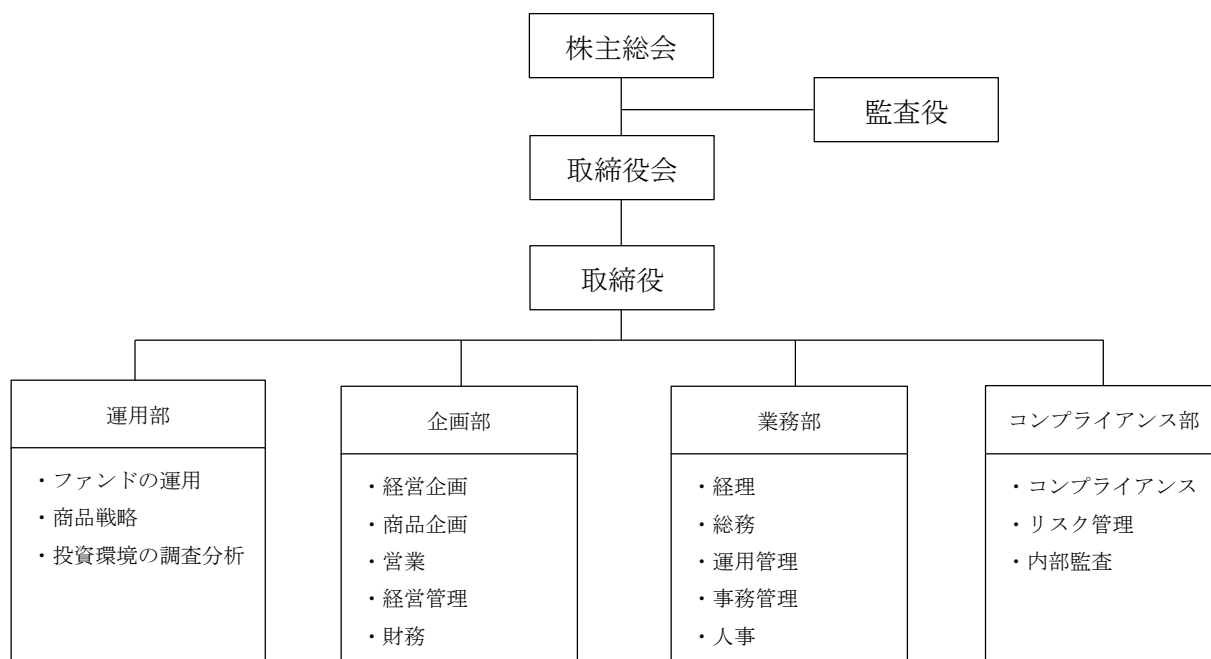 株主総会
監査役
取締役会
取締役
運用部
・ファンドの運用
・商品戦略
・投資環境の調査分析
企画部
・経営企画
・商品企画
・営業
・経営管理
・財務
業務部
・経理
・総務
・運用管理
・事務管理
・人事
コンプライアンス部
・コンプライアンス
・リスク管理
・内部監査